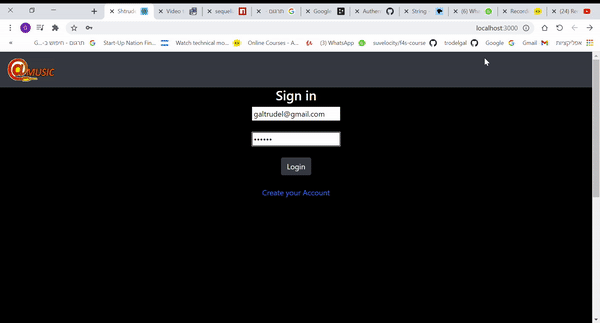 Shtrude
Video
sequeli
תרגום
Google
Authen
String
(6) Wha
Record
(24) Re
localhost:3000
תרגום - חיפוש ב-G...
Start-Up Nation Fin...
Watch technical mo...
Online Courses - A...
(3) WhatsApp
suvelocity/f4s-course
trodelgal
Google
Gmail
אפליקציות
MUSIC
Sign in
galtrudel@gmail.com
••••••
Login
Create your Account